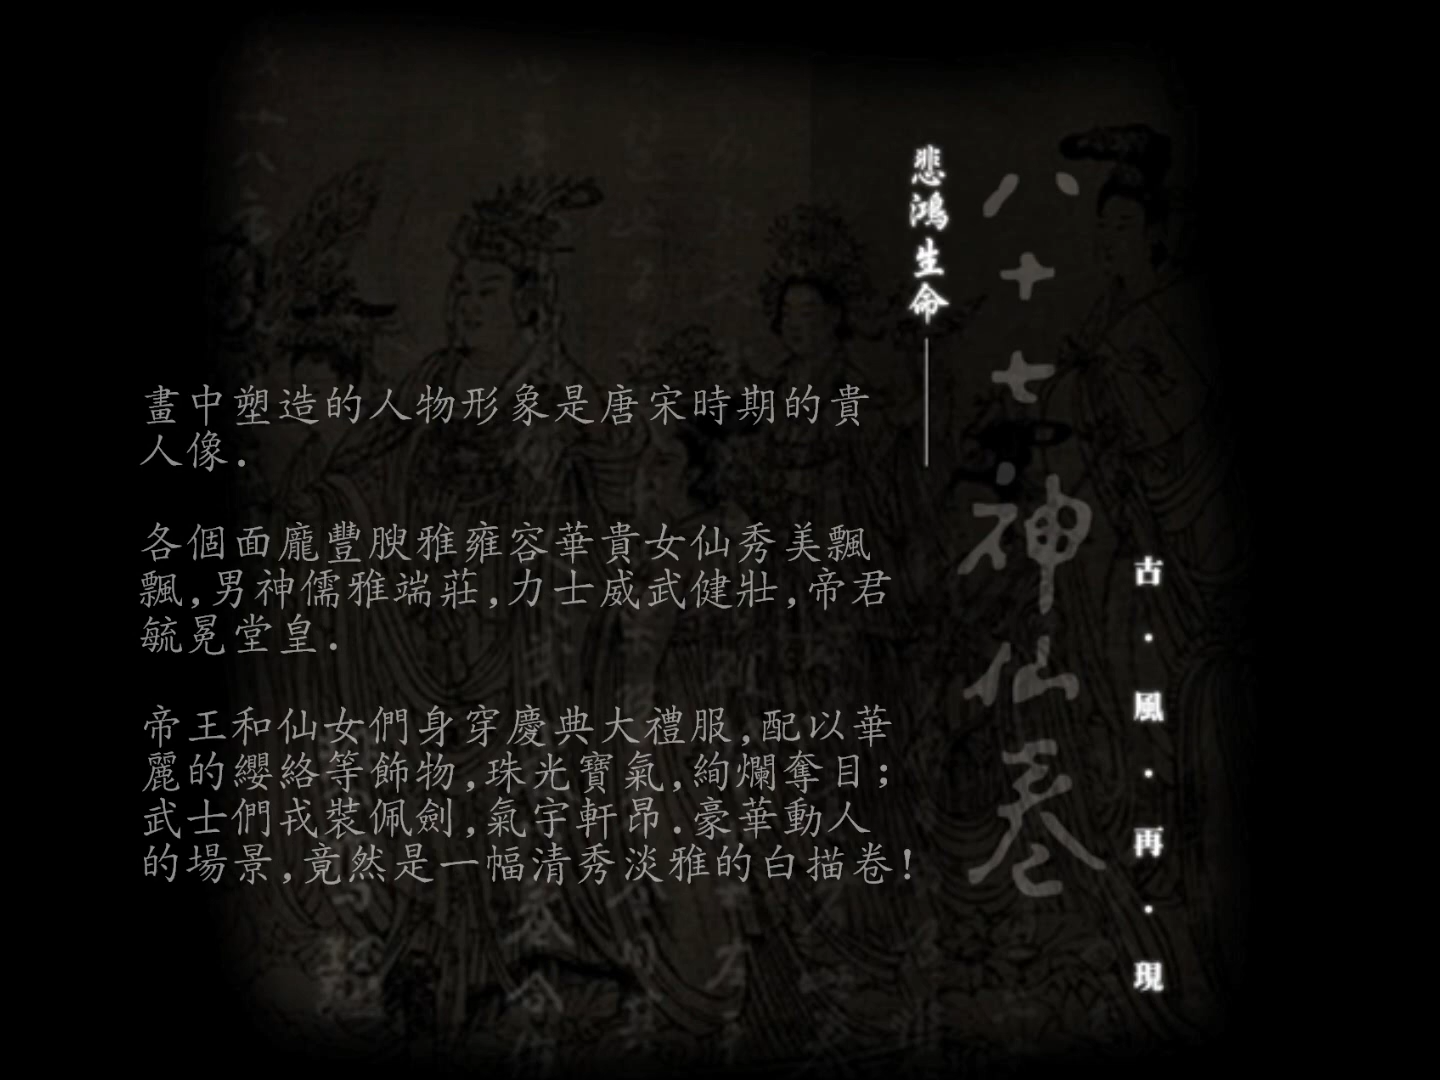 悲鴻生命——
八十七神仙卷
古·風·再·現
畫中塑造的人物形象是唐宋時期的貴
人像.
各個面龐豐腴雅雍容華貴女仙秀美飄
飄,男神儒雅端莊,力士威武健壯,帝君
毓冕堂皇.
帝王和仙女們身穿慶典大禮服,配以華
麗的纓絡等飾物,珠光寶氣,絢爛奪目;
武士們戎裝佩劍,氣宇軒昂.豪華動人
的場景,竟然是一幅清秀淡雅的白描卷!